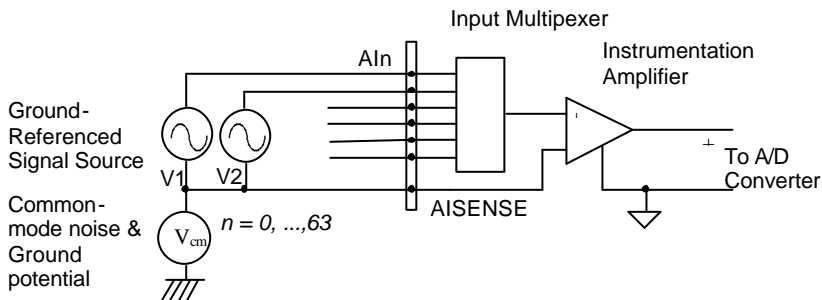 Input Multipexer
AIn
Instrumentation
Amplifier
Ground-
Referenced
Signal Source
V1
V2
+
To A/D
Converter
AISENSE
Common-
mode noise &
Ground
potential
Vcm
n = 0, ...,63